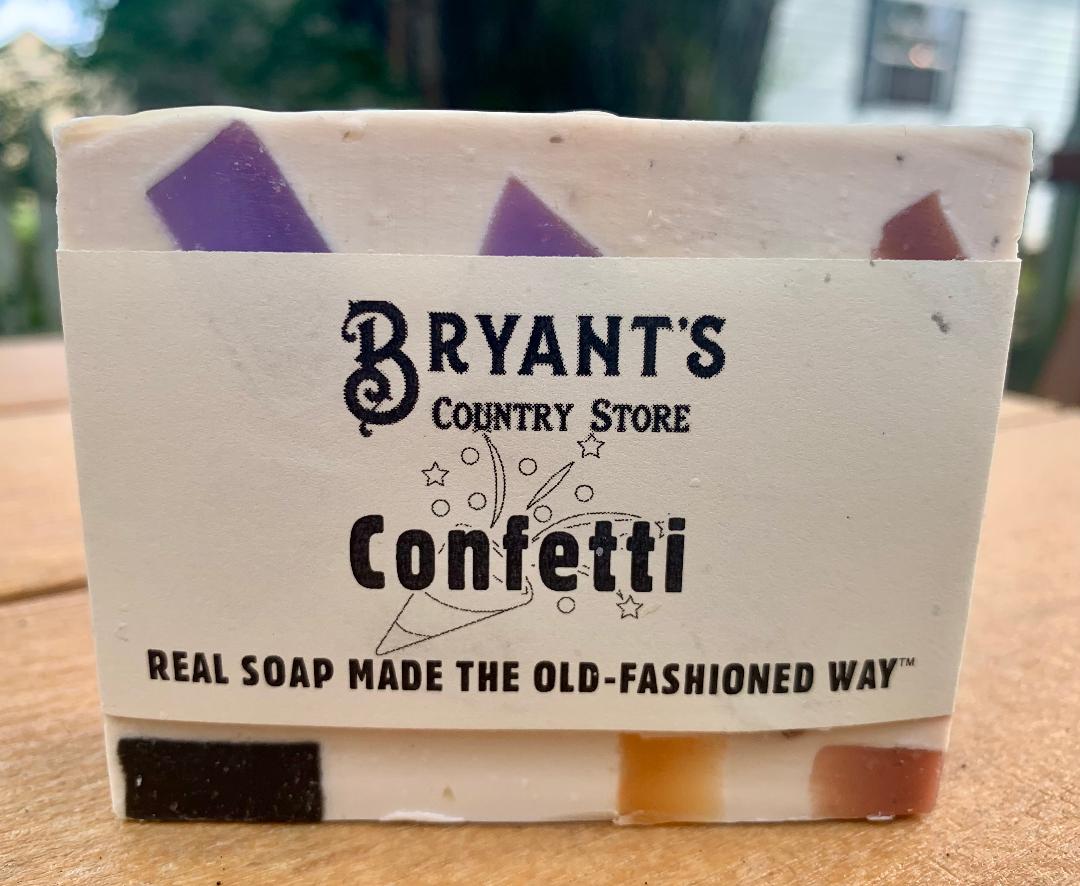 BRYANT'S
COUNTRY STORE
Confetti
REAL SOAP MADE THE OLD-FASHIONED WAY™